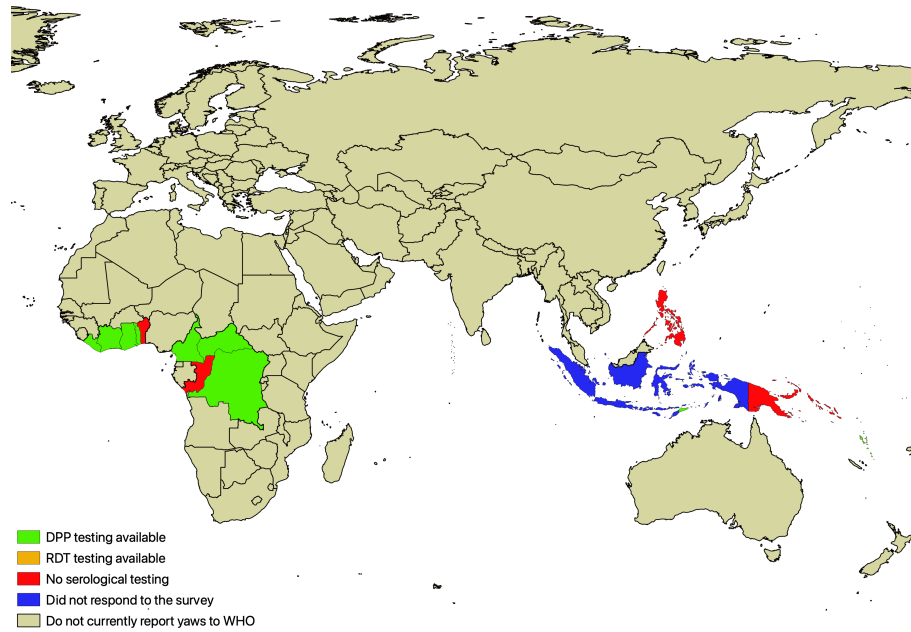 DPP testing available
RDT testing available
No serological testing
Did not respond to the survey
Do not currently report yaws to WHO